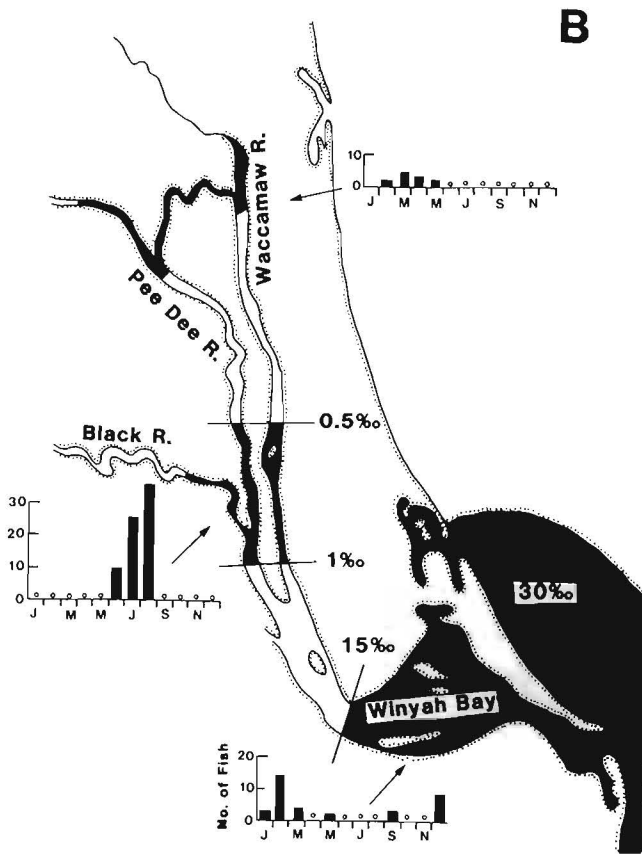 B
Waccamaw R.
10
0
J M M J S N
Pee Dee R.
0.5‰
Black R.
30
20
10
0
J M M J S N
1‰
30‰
15‰
Winyah Bay
No. of Fish
20
10
0
J M M J S N